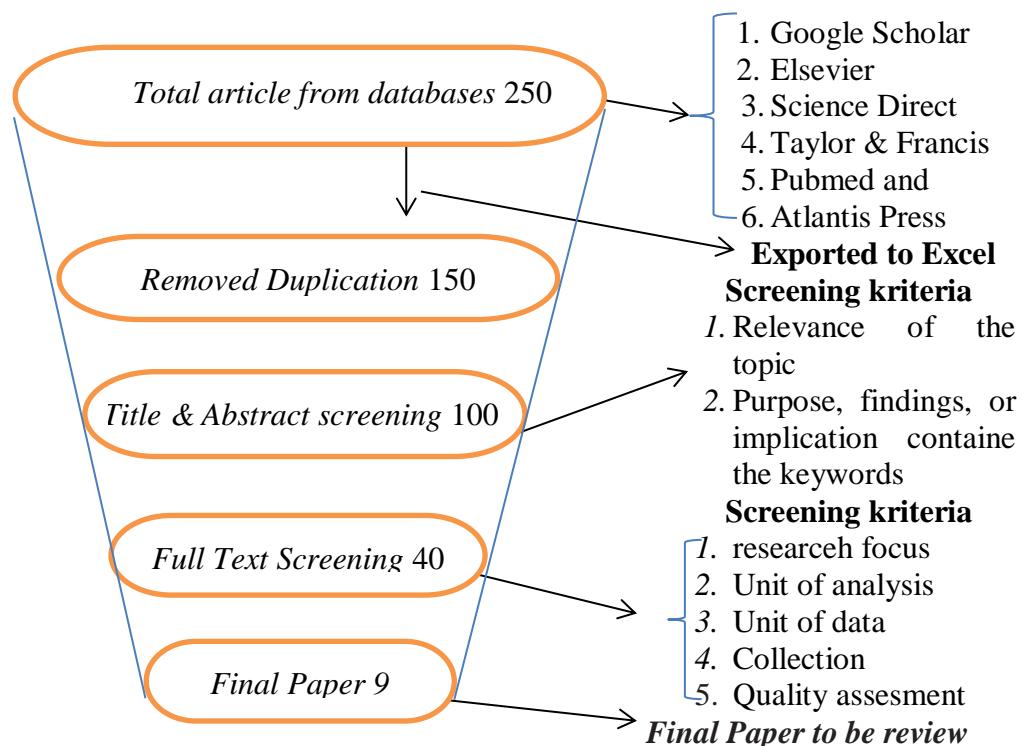 Total article from databases 250
1. Google Scholar
2. Elsevier
3. Science Direct
4. Taylor & Francis
5. Pubmed and
6. Atlantis Press
Exported to Excel
Removed Duplication 150
Screening kriteria
1. Relevance of the
topic
2. Purpose, findings, or
implication containe
the keywords
Title & Abstract screening 100
Screening kriteria
1. researceh focus
2. Unit of analysis
3. Unit of data
4. Collection
5. Quality assesment
Full Text Screening 40
Final Paper 9
Final Paper to be review